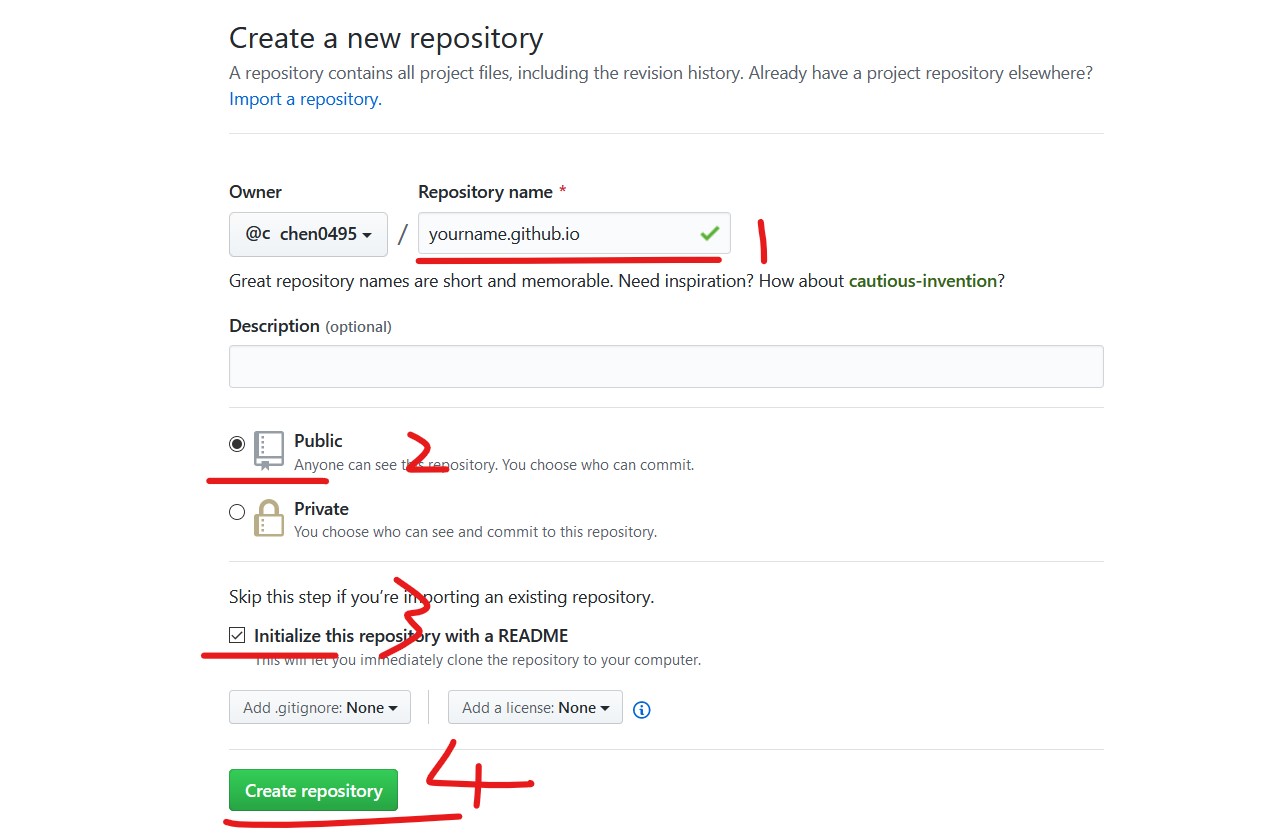 Create a new repository
A repository contains all project files, including the revision history. Already have a project repository elsewhere?
Import a repository.
Owner Repository name *
@c chen0495 / yourname.github.io 1
Great repository names are short and memorable. Need inspiration? How about cautious-invention?
Description (optional)
Public 2
Anyone can see this repository. You choose who can commit.
Private
You choose who can see and commit to this repository.
Skip this step if you’re importing an existing repository.
3
Initialize this repository with a README
This will let you immediately clone the repository to your computer.
Add .gitignore: None Add a license: None
Create repository 4